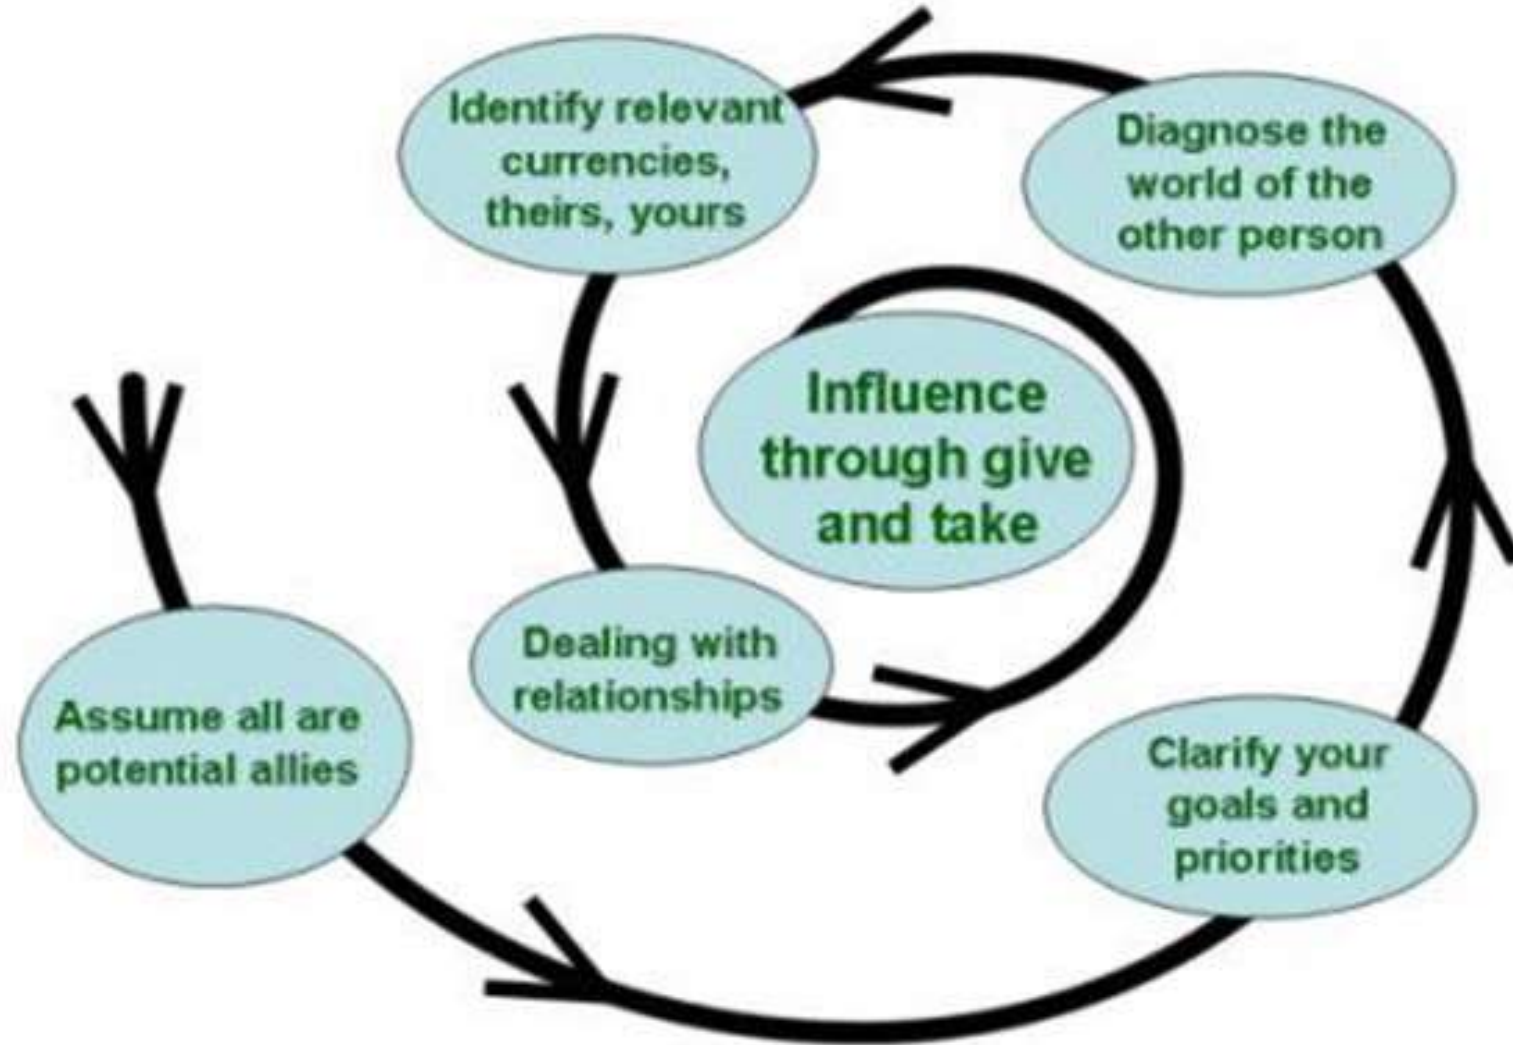 Identify relevant
currencies,
theirs, yours
Diagnose the
world of the
other person
Influence
through give
and take
Dealing with
relationships
Assume all are
potential allies
Clarify your
goals and
priorities